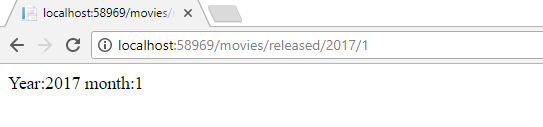 localhost:58969/movies/r
localhost:58969/movies/released/2017/1
Year:2017 month:1